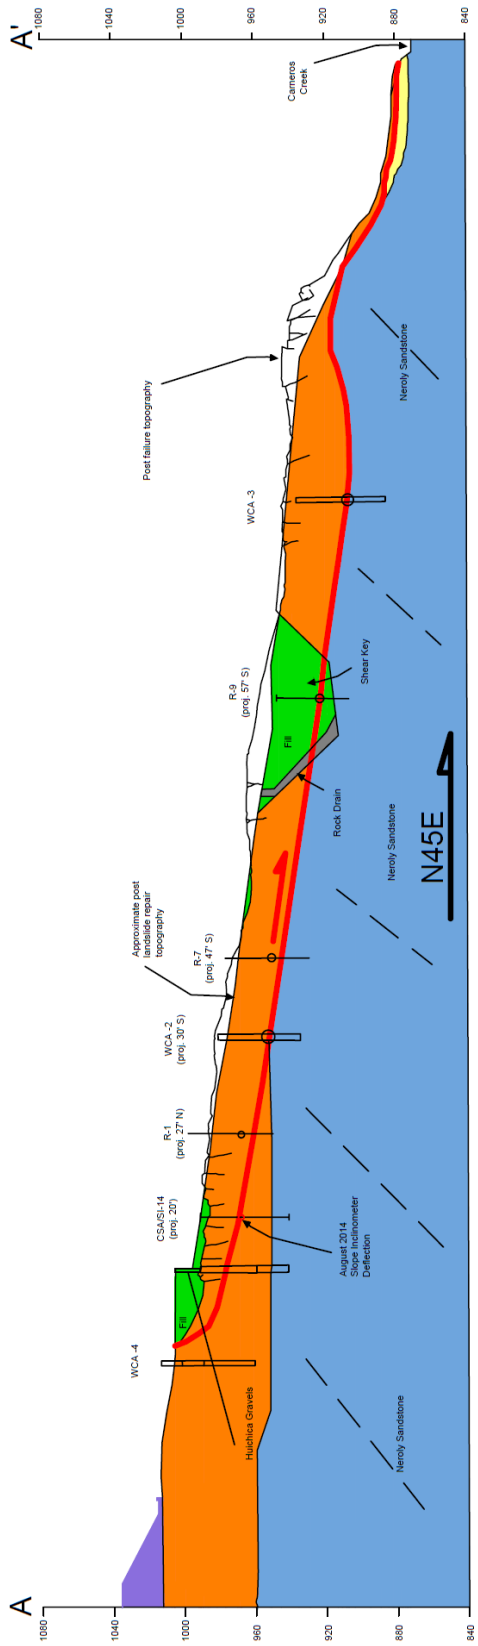 A
A'
1080
1040
1000
960
920
880
840
1080
1040
1000
960
920
880
840
WCA -4
Fill
Huichica Gravels
CSA/SI-14
(proj. 20')
August 2014
Slope Inclinometer
Deflection
R-1
(proj. 27' N)
WCA -2
(proj. 30' S)
R-7
(proj. 47' S)
Approximate post
landslide repair
topography
R-9
(proj. 57' S)
Fill
Rock Drain
Shear Key
WCA -3
Post failure topography
Carneros
Creek
Neroly Sandstone
Neroly Sandstone
Neroly Sandstone
N45E